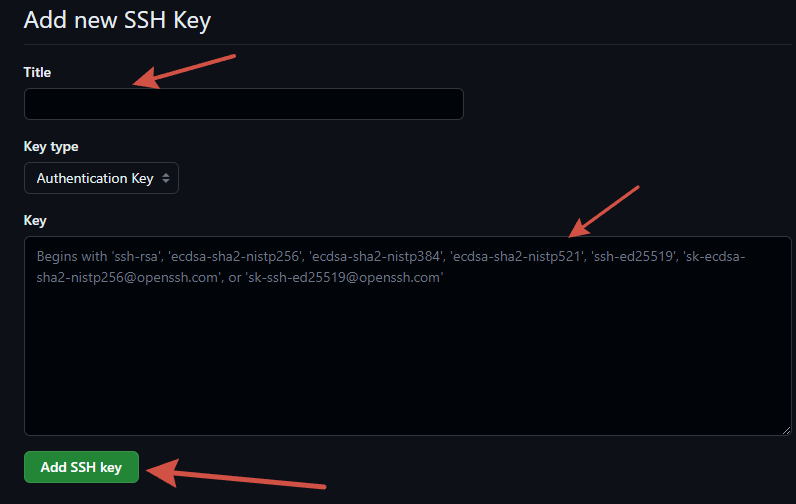 Add new SSH Key
Title
Key type
Authentication Key
Key
Begins with 'ssh-rsa', 'ecdsa-sha2-nistp256', 'ecdsa-sha2-nistp384', 'ecdsa-sha2-nistp521', 'ssh-ed25519', 'sk-ecdsa-
sha2-nistp256@openssh.com', or 'sk-ssh-ed25519@openssh.com'
Add SSH key